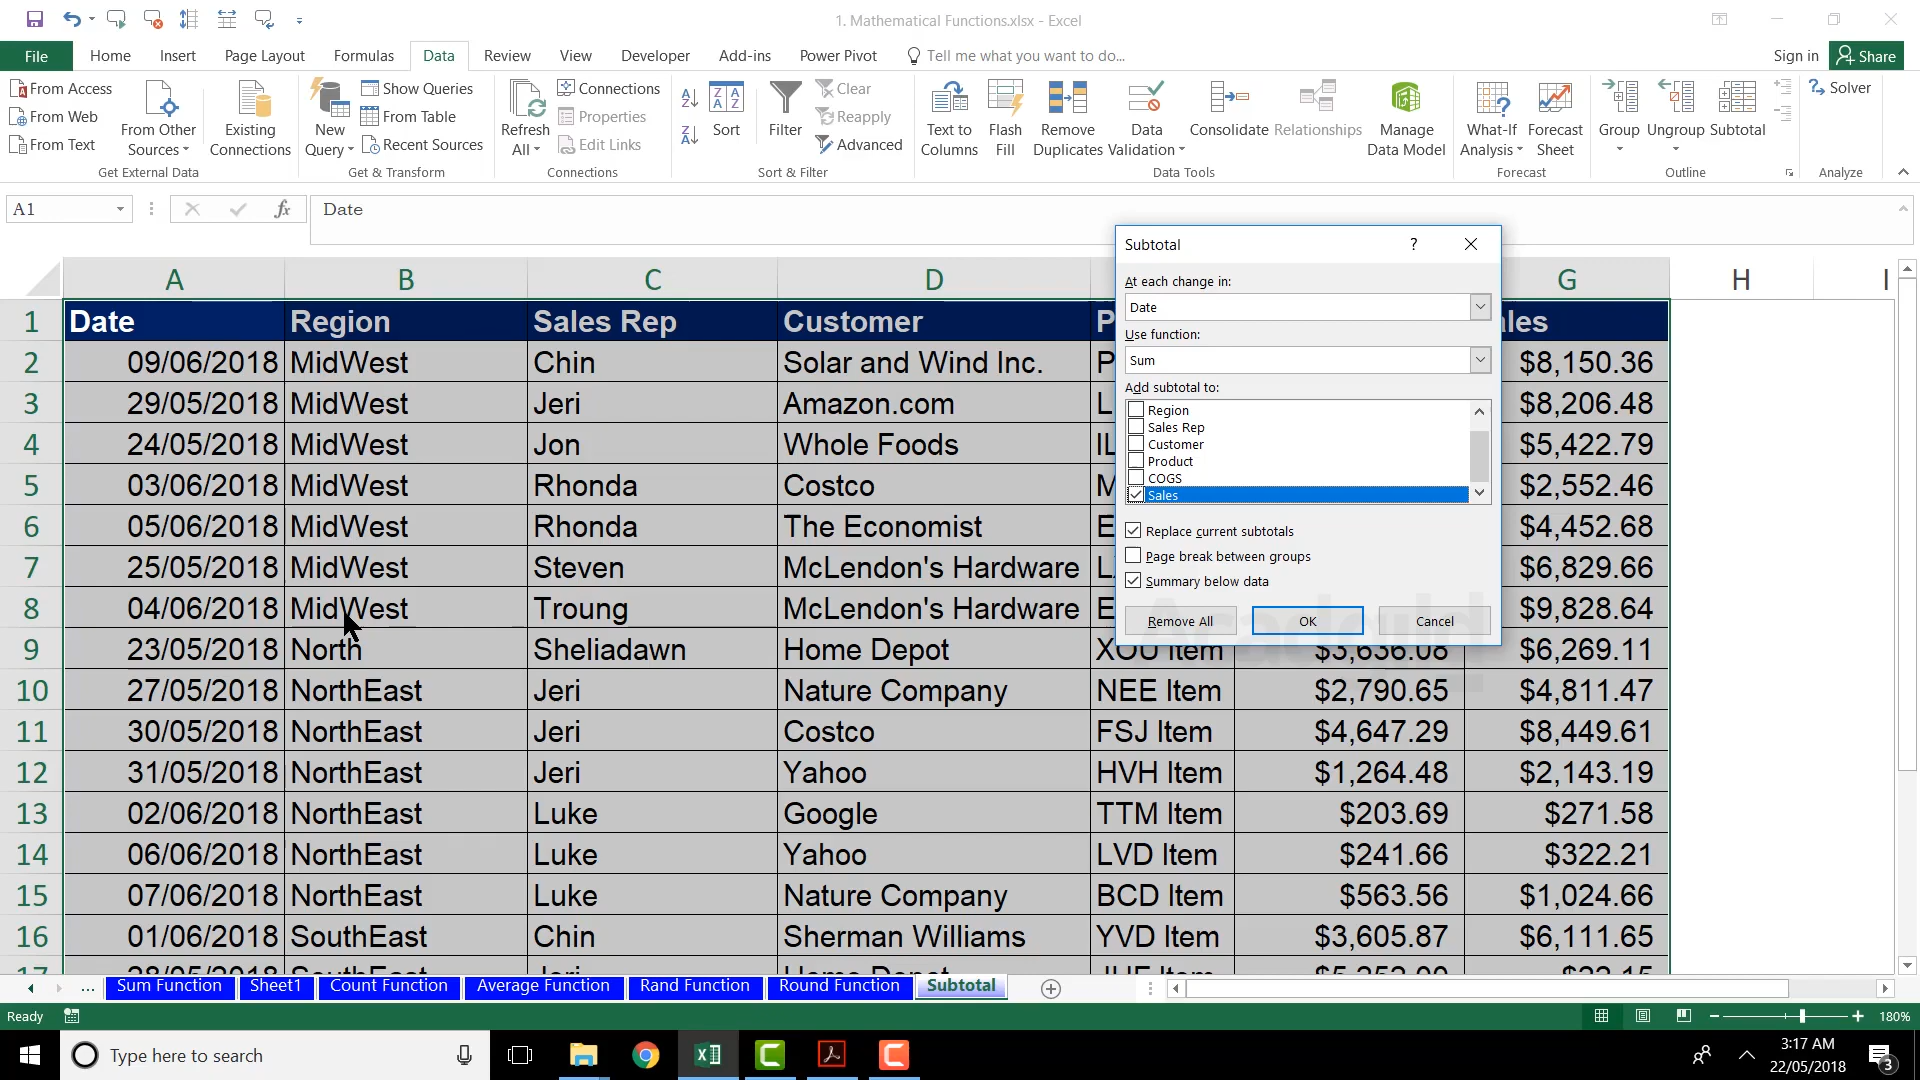 1. Mathematical Functions.xlsx - Excel
File Home Insert Page Layout Formulas Data Review View Developer Add-ins Power Pivot Tell me what you want to do... Sign in Share
From Access
From Web
From Text
From Other Sources
Existing Connections
Get External Data
New Query
Show Queries
From Table
Recent Sources
Get & Transform
Refresh All
Connections
Properties
Edit Links
Connections
Sort
Filter
Clear
Reapply
Advanced
Sort & Filter
Text to Columns
Flash Fill
Remove Duplicates
Data Validation
Consolidate
Relationships
Manage Data Model
Data Tools
What-If Analysis
Forecast Sheet
Forecast
Group
Ungroup
Subtotal
Outline
Solver
Analyze
A1 fx Date
Subtotal ?
At each change in:
Date
Use function:
Sum
Add subtotal to:
Region
Sales Rep
Customer
Product
COGS
Sales
Replace current subtotals
Page break between groups
Summary below data
Remove All OK Cancel
A B C D G H I
1 Date Region Sales Rep Customer P les
2 09/06/2018 MidWest Chin Solar and Wind Inc. P $8,150.36
3 29/05/2018 MidWest Jeri Amazon.com L $8,206.48
4 24/05/2018 MidWest Jon Whole Foods IL $5,422.79
5 03/06/2018 MidWest Rhonda Costco M $2,552.46
6 05/06/2018 MidWest Rhonda The Economist E $4,452.68
7 25/05/2018 MidWest Steven McLendon's Hardware L $6,829.66
8 04/06/2018 MidWest Troung McLendon's Hardware E $9,828.64
9 23/05/2018 North Sheliadawn Home Depot XOU Item $3,636.08 $6,269.11
10 27/05/2018 NorthEast Jeri Nature Company NEE Item $2,790.65 $4,811.47
11 30/05/2018 NorthEast Jeri Costco FSJ Item $4,647.29 $8,449.61
12 31/05/2018 NorthEast Jeri Yahoo HVH Item $1,264.48 $2,143.19
13 02/06/2018 NorthEast Luke Google TTM Item $203.69 $271.58
14 06/06/2018 NorthEast Luke Yahoo LVD Item $241.66 $322.21
15 07/06/2018 NorthEast Luke Nature Company BCD Item $563.56 $1,024.66
16 01/06/2018 SouthEast Chin Sherman Williams YVD Item $3,605.87 $6,111.65
... Sum Function Sheet1 Count Function Average Function Rand Function Round Function Subtotal
Ready 180%
Type here to search
3:17 AM
22/05/2018
3